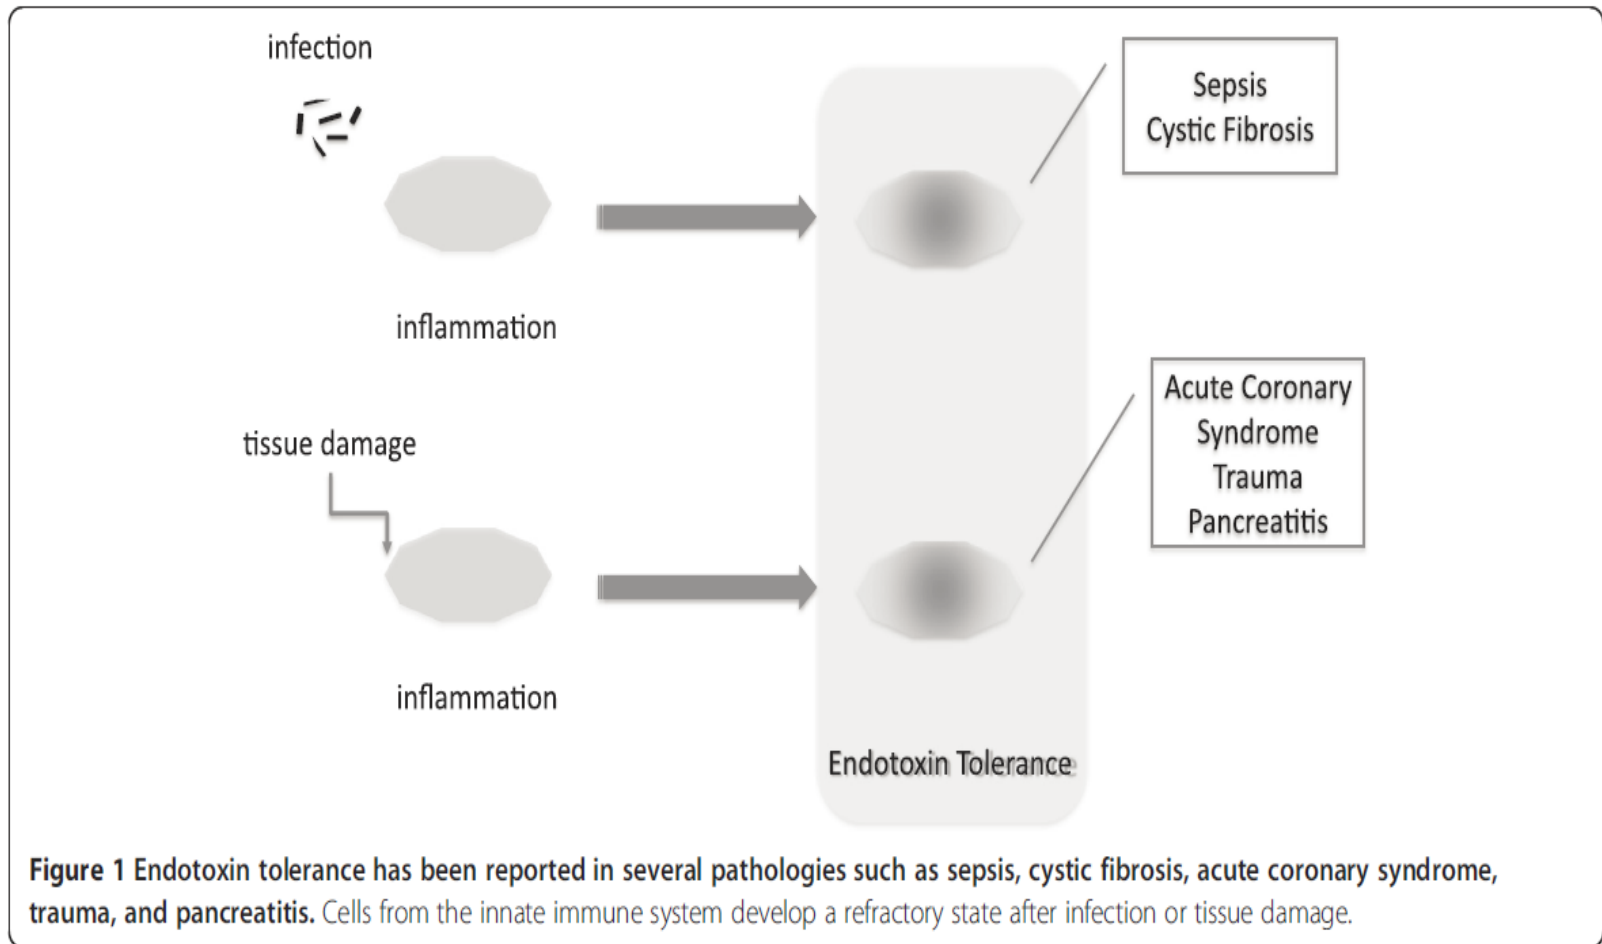 infection
inflammation
Sepsis
Cystic Fibrosis
tissue damage
inflammation
Acute Coronary
Syndrome
Trauma
Pancreatitis
Endotoxin Tolerance
Figure 1 Endotoxin tolerance has been reported in several pathologies such as sepsis, cystic fibrosis, acute coronary syndrome,
trauma, and pancreatitis. Cells from the innate immune system develop a refractory state after infection or tissue damage.